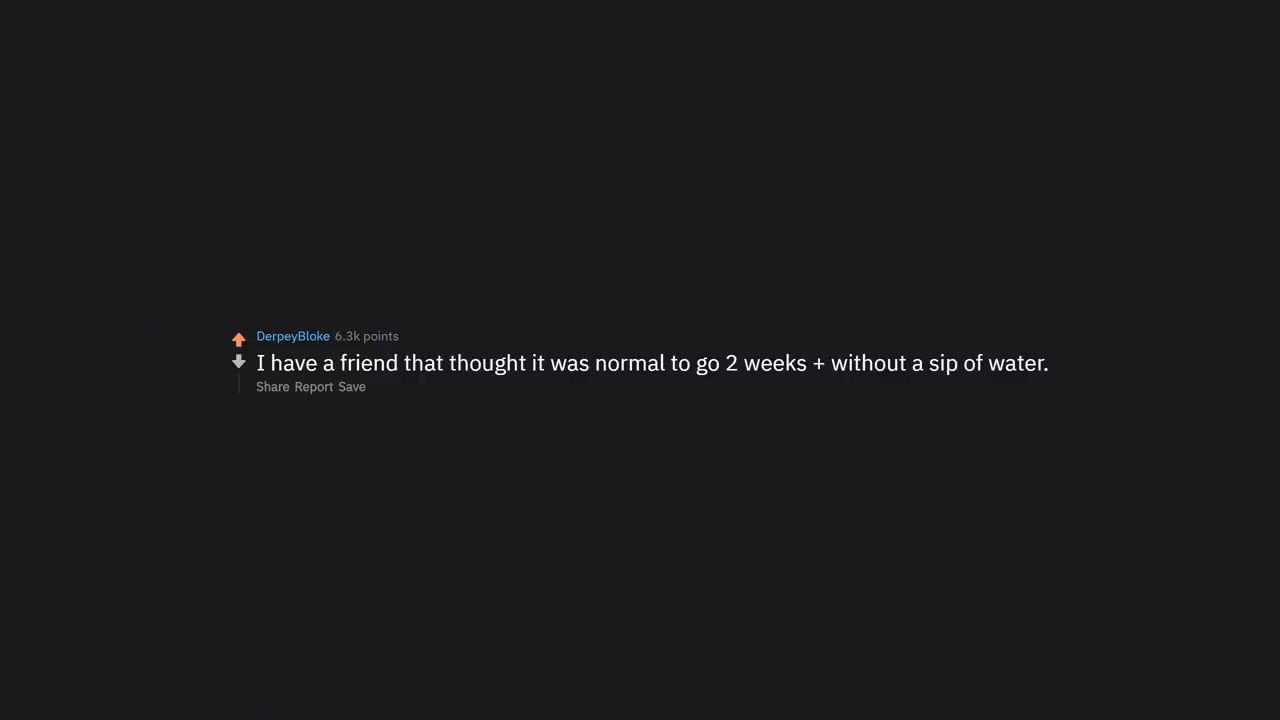 DerpeyBloke 6.3k points
I have a friend that thought it was normal to go 2 weeks + without a sip of water.
Share Report Save